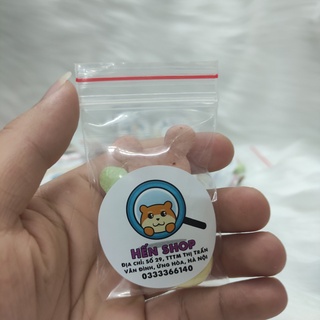 HẾN SHOP
ĐỊA CHỈ: SỐ 29, TTTM THỊ TRẤN
VÂN ĐÌNH, ỨNG HÒA, HÀ NỘI
0333366140